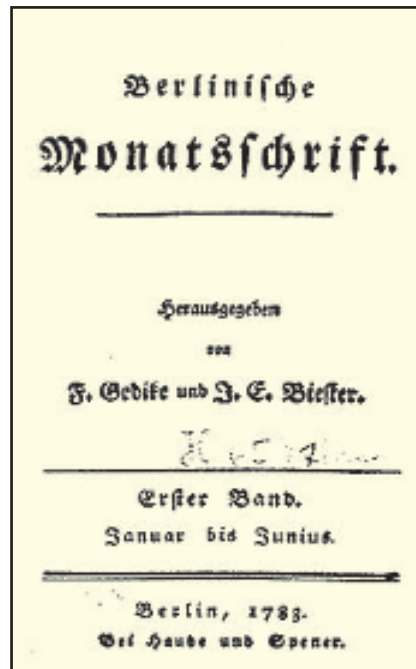 Berlinische
Monatsschrift.
Herausgegeben
von
F. Gedike und J. E. Biester.
Erster Band.
Januar bis Junius.
Berlin, 1783.
Bei Haude und Spener.